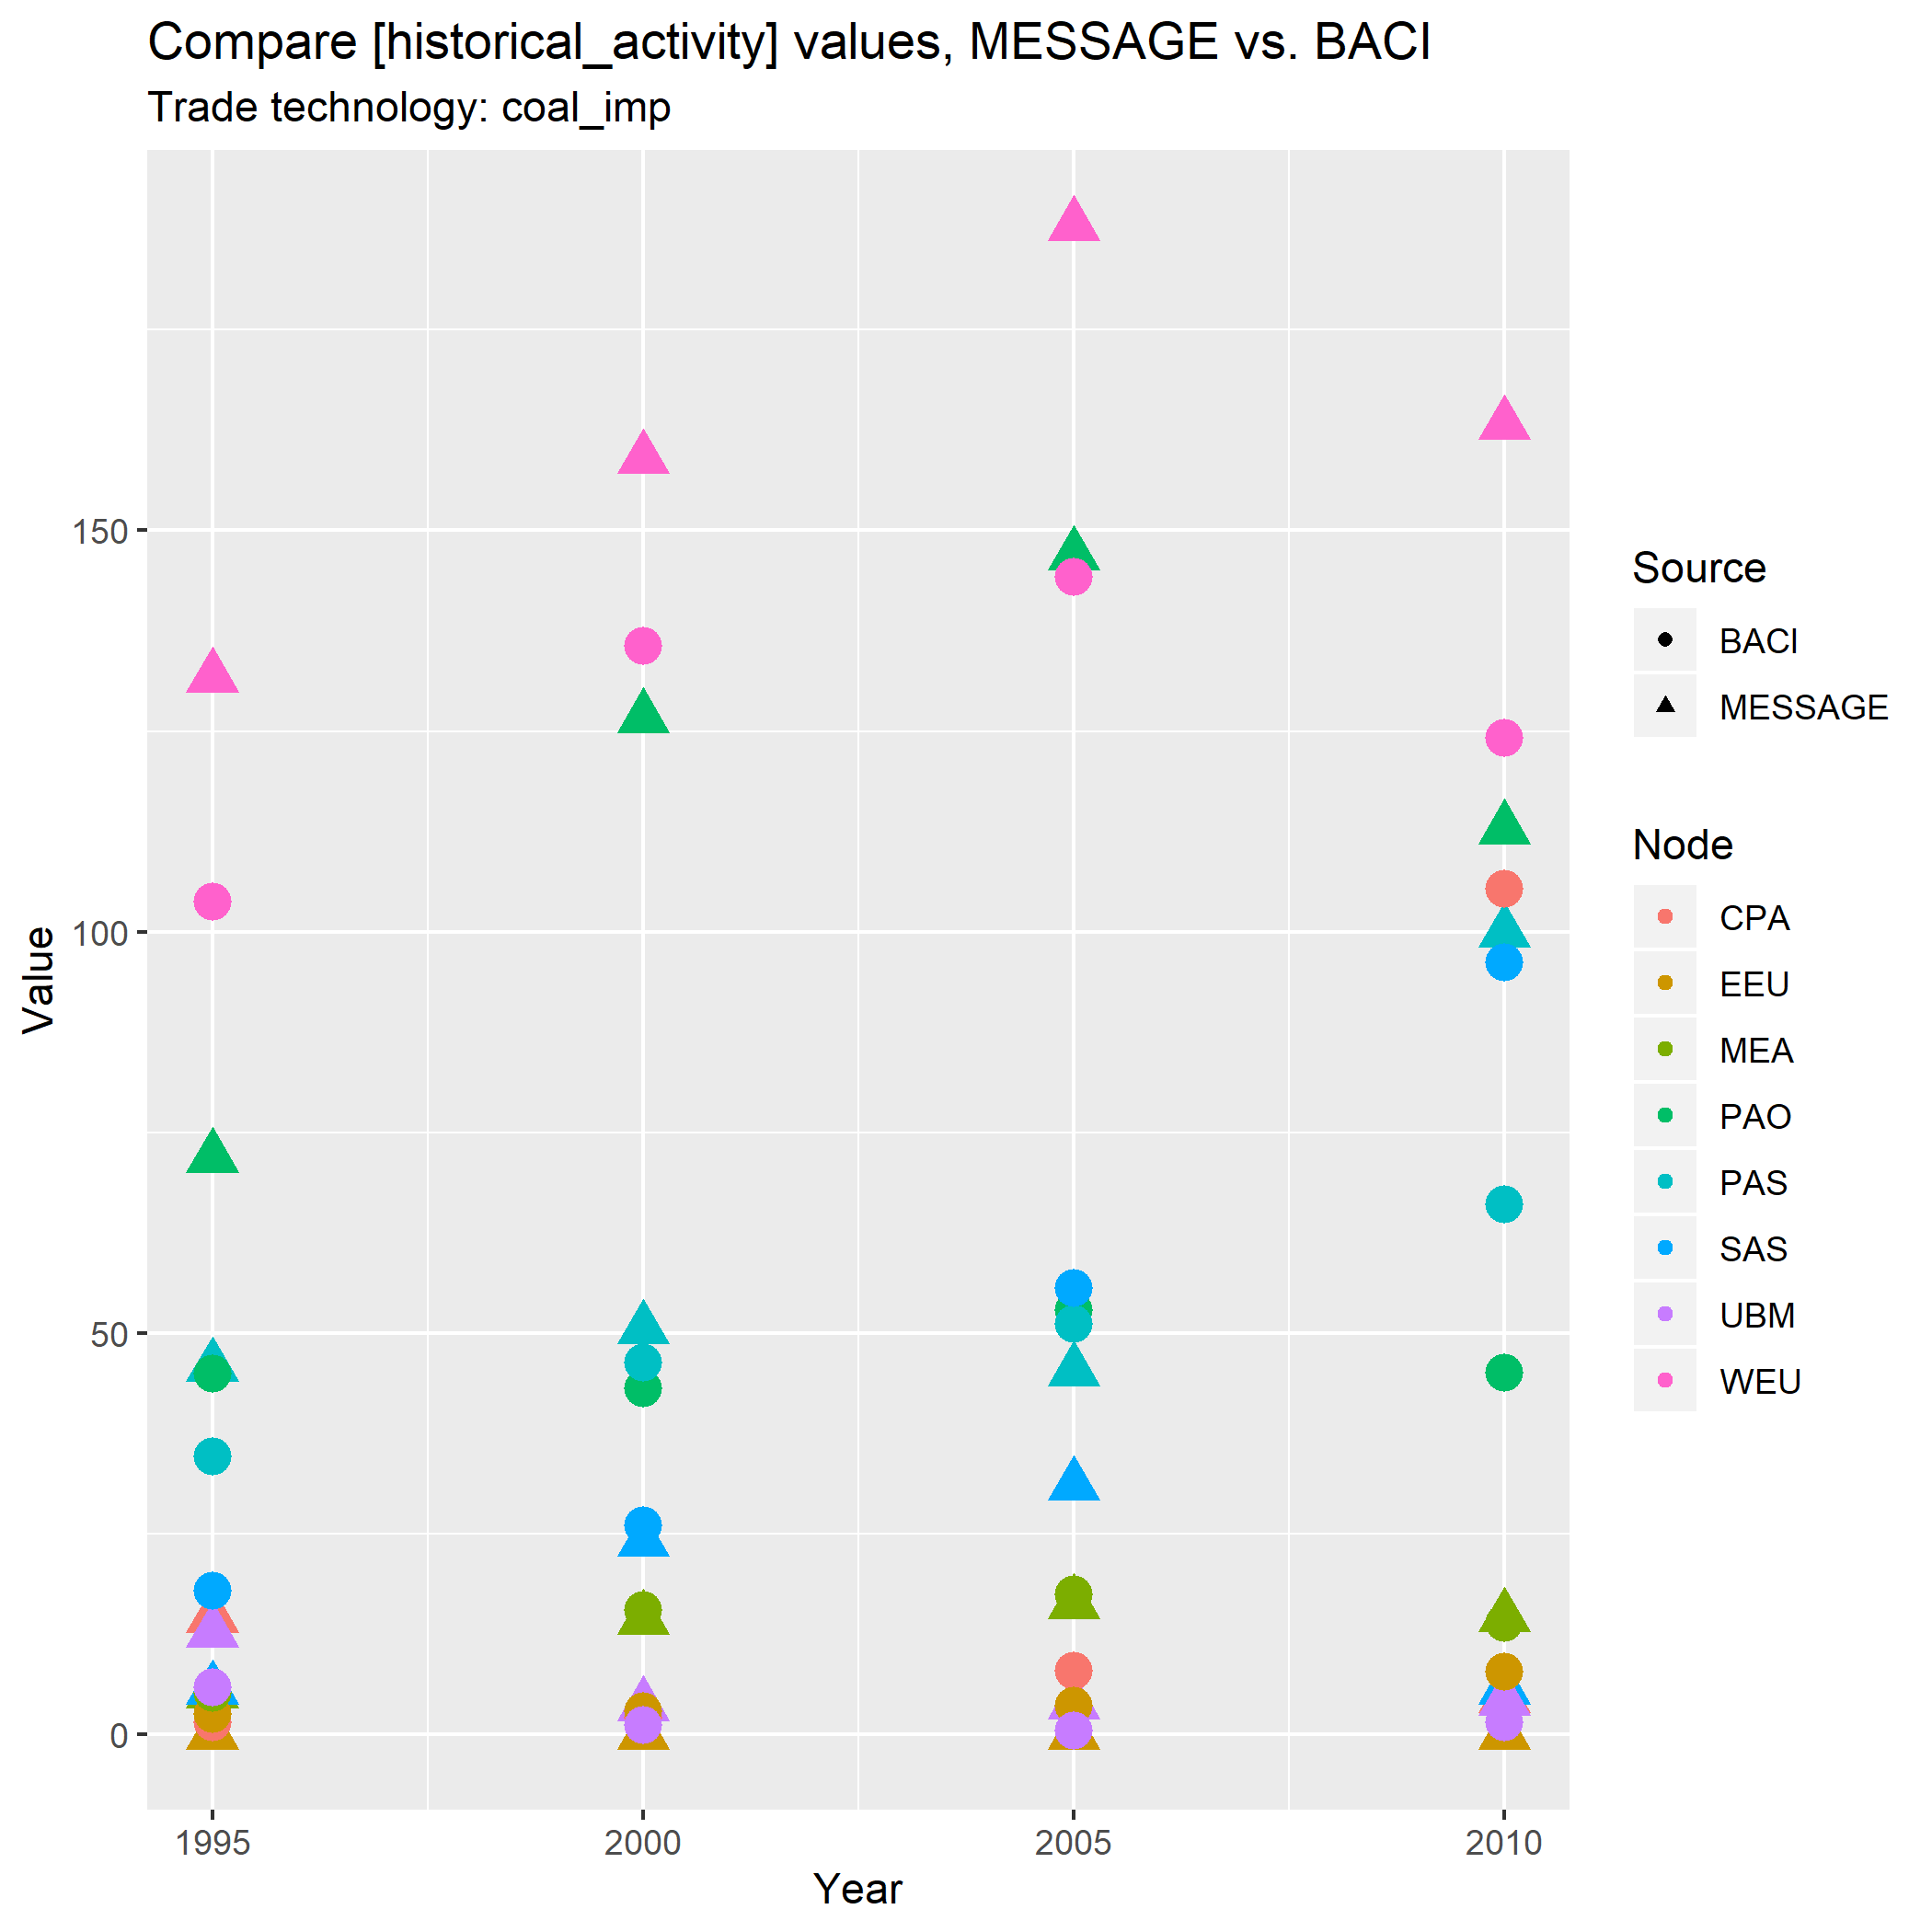 Compare [historical_activity] values, MESSAGE vs. BACI
Trade technology: coal_imp
Value
150
100
50
0
1995
2000
2005
2010
Year
Source
BACI
MESSAGE
Node
CPA
EEU
MEA
PAO
PAS
SAS
UBM
WEU